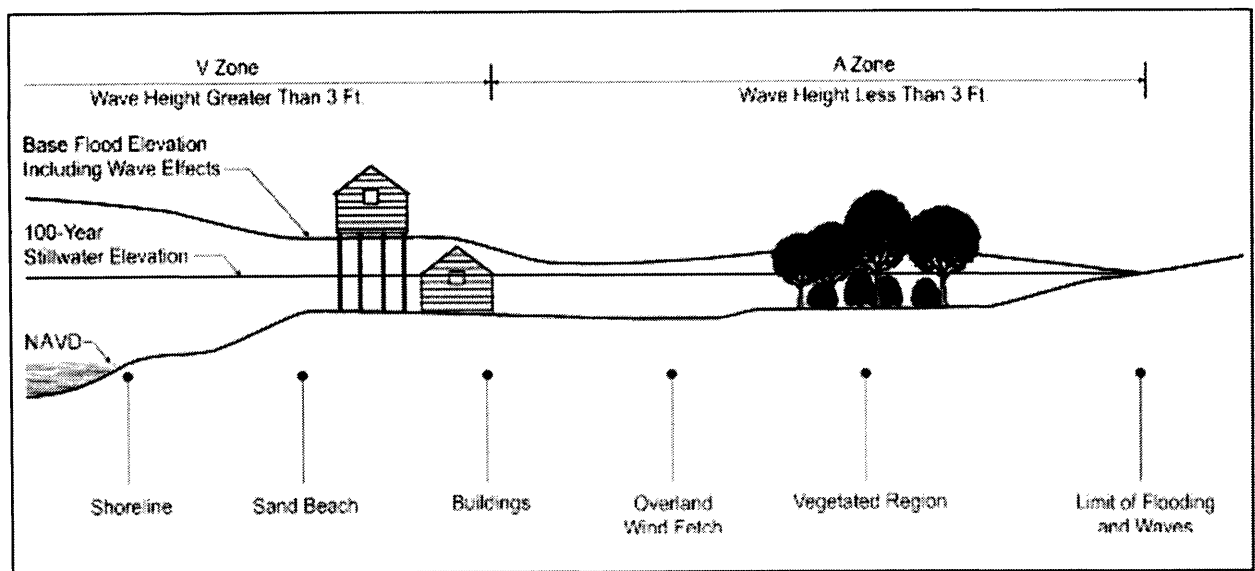 V Zone
Wave Height Greater Than 3 Ft.
A Zone
Wave Height Less Than 3 Ft.
Base Flood Elevation
Including Wave Effects
100-Year
Stillwater Elevation
NAVD
Shoreline
Sand Beach
Buildings
Overland
Wind Fetch
Vegetated Region
Limit of Flooding
and Waves